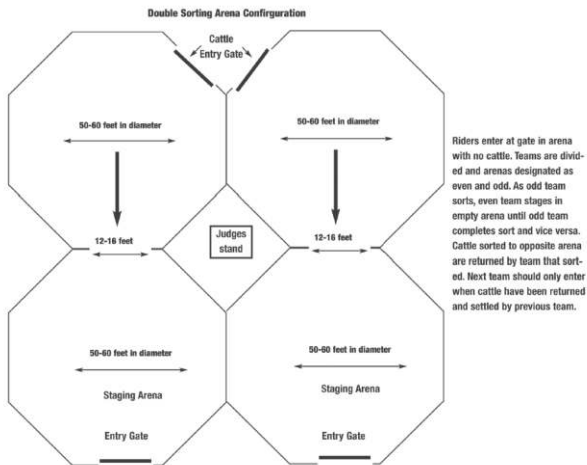 Double Sorting Arena Confirguration
Cattle
Entry Gate
50-60 feet in diameter
50-60 feet in diameter
Riders enter at gate in arena
with no cattle. Teams are divid-
ed and arenas designated as
even and odd. As odd team
sorts, even team stages in
empty arena until odd team
completes sort and vice versa.
Cattle sorted to opposite arena
are returned by team that sort-
ed. Next team should only enter
when cattle have been returned
and settled by previous team.
12-16 feet
Judges
stand
12-16 feet
50-60 feet in diameter
50-60 feet in diameter
Staging Arena
Staging Arena
Entry Gate
Entry Gate